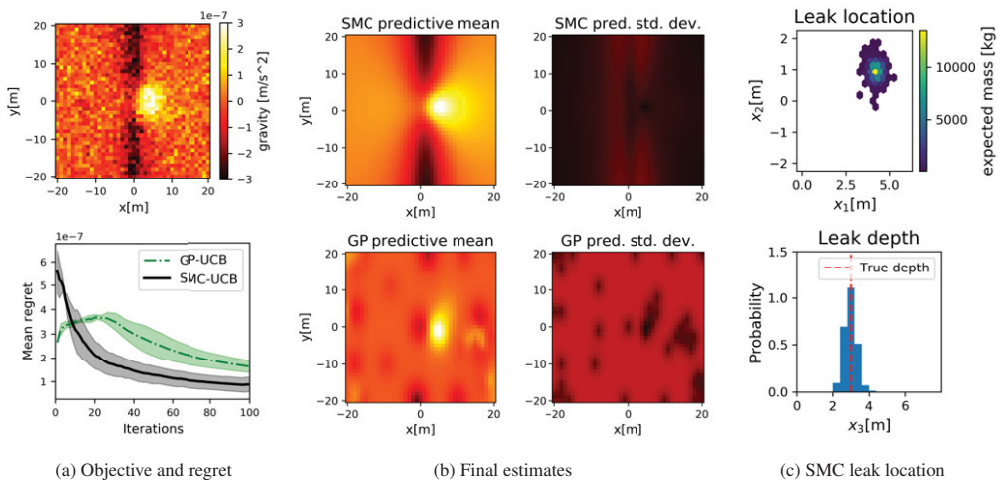 1e−7
y[m]
20
10
0
−10
−20
−20 −10 0 10 20
x[m]
3
2
1
0
−1
−2
−3
gravity [m/s^2]
SMC predictive mean
y[m]
20
10
0
−10
−20
−20 0 20
x[m]
SMC pred. std. dev.
−20 0 20
x[m]
Leak location
x2[m]
2
1
0
−1
−2
0.0 2.5 5.0
x1[m]
10000
5000
expected mass [kg]
1e−7
Mean regret
6
5
4
3
2
1
GP-UCB
SMC-UCB
0 20 40 60 80 100
Iterations
GP predictive mean
y[m]
20
10
0
−10
−20
−20 0 20
x[m]
GP pred. std. dev.
−20 0 20
x[m]
Leak depth
Probability
1.5
1.0
0.5
0.0
True depth
0 2 4 6
x3[m]
(a) Objective and regret
(b) Final estimates
(c) SMC leak location